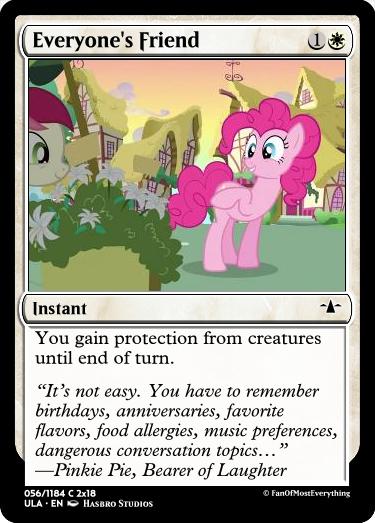 Everyone's Friend 1
Instant
You gain protection from creatures
until end of turn.
“It's not easy. You have to remember
birthdays, anniversaries, favorite
flavors, food allergies, music preferences,
dangerous conversation topics…”
—Pinkie Pie, Bearer of Laughter
056/1184 C 2x18
ULA • EN Hasbro Studios
© FanOfMostEverything